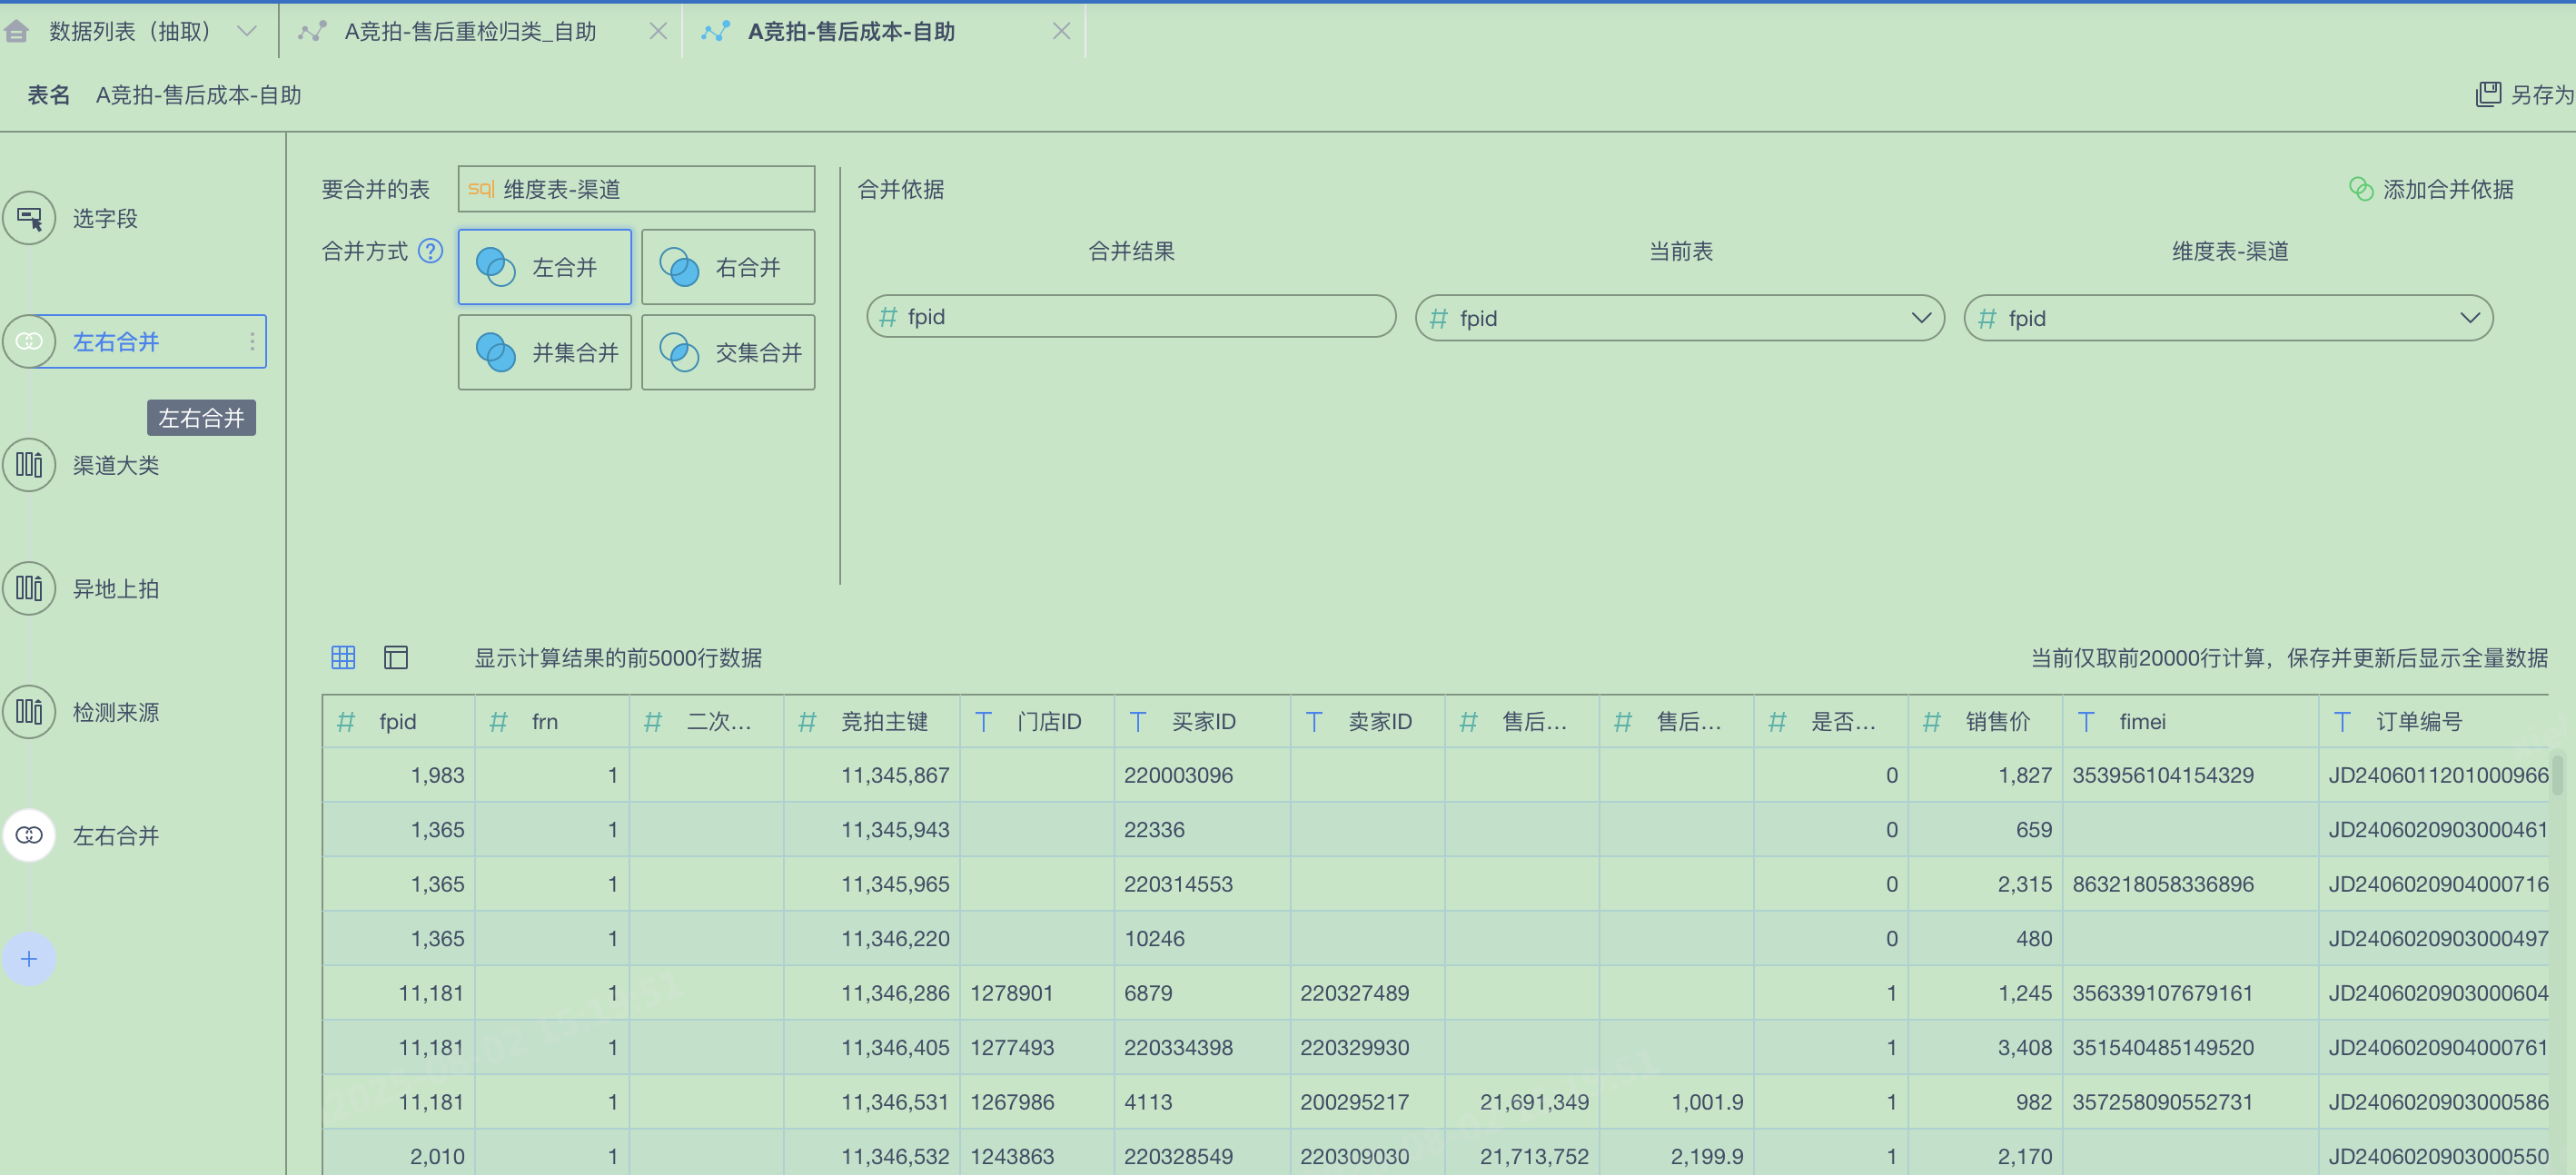 数据列表（抽取） A竞拍-售后重检归类_自助 A竞拍-售后成本-自助
表名 A竞拍-售后成本-自助 另存为
选字段
左右合并
左右合并
渠道大类
异地上拍
检测来源
左右合并
+
要合并的表 sql 维度表-渠道
合并方式 ? 左合并 右合并
并集合并 交集合并
合并依据 添加合并依据
合并结果 当前表 维度表-渠道
# fpid # fpid # fpid
显示计算结果的前5000行数据 当前仅取前20000行计算，保存并更新后显示全量数据
# fpid # frn # 二次... # 竞拍主键 T 门店ID T 买家ID T 卖家ID # 售后... # 售后... # 是否... # 销售价 T fimei T 订单编号
1,983 1 11,345,867 220003096 0 1,827 353956104154329 JD2406011201000966
1,365 1 11,345,943 22336 0 659 JD2406020903000461
1,365 1 11,345,965 220314553 0 2,315 863218058336896 JD2406020904000716
1,365 1 11,346,220 10246 0 480 JD2406020903000497
11,181 1 11,346,286 1278901 6879 220327489 1 1,245 356339107679161 JD2406020903000604
11,181 1 11,346,405 1277493 220334398 220329930 1 3,408 351540485149520 JD2406020904000761
11,181 1 11,346,531 1267986 4113 200295217 21,691,349 1,001.9 1 982 357258090552731 JD2406020903000586
2,010 1 11,346,532 1243863 220328549 220309030 21,713,752 2,199.9 1 2,170 JD2406020903000550